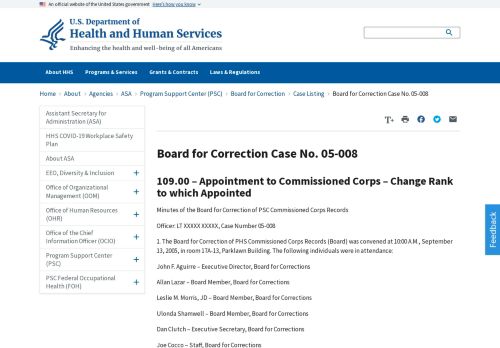 An official website of the United States government Here's how you know
U.S. Department of
Health and Human Services
Enhancing the health and well-being of all Americans
About HHS Programs & Services Grants & Contracts Laws & Regulations
Home > About > Agencies > ASA > Program Support Center (PSC) > Board for Correction > Case Listing > Board for Correction Case No. 05-008
Assistant Secretary for
Administration (ASA)
HHS COVID-19 Workplace Safety
Plan
About ASA
EEO, Diversity & Inclusion +
Office of Organizational
Management (OOM) +
Office of Human Resources
(OHR) +
Office of the Chief
Information Officer (OCIO) +
Program Support Center
(PSC) +
PSC Federal Occupational
Health (FOH) +
T+
Board for Correction Case No. 05-008
109.00 – Appointment to Commissioned Corps – Change Rank
to which Appointed
Minutes of the Board for Correction of PSC Commissioned Corps Records
Officer: LT XXXXX XXXXX, Case Number 05-008
1. The Board for Correction of PHS Commissioned Corps Records (Board) was convened at 10:00 A.M., September
13, 2005, in room 17A-13, Parklawn Building. The following individuals were in attendance:
John F. Aguirre – Executive Director, Board for Corrections
Allan Lazar – Board Member, Board for Corrections
Leslie M. Morris, JD – Board Member, Board for Corrections
Ulonda Shamwell – Board Member, Board for Corrections
Dan Clutch – Executive Secretary, Board for Corrections
Joe Cocco – Staff, Board for Corrections
Feedback